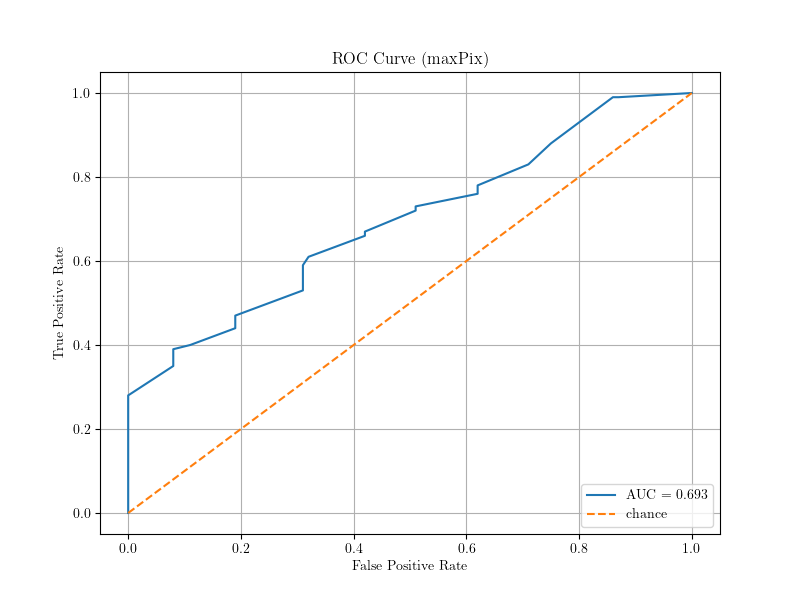 ROC Curve (maxPix)
1.0
0.8
0.6
0.4
0.2
0.0
True Positive Rate
0.0 0.2 0.4 0.6 0.8 1.0
False Positive Rate
AUC = 0.693
chance